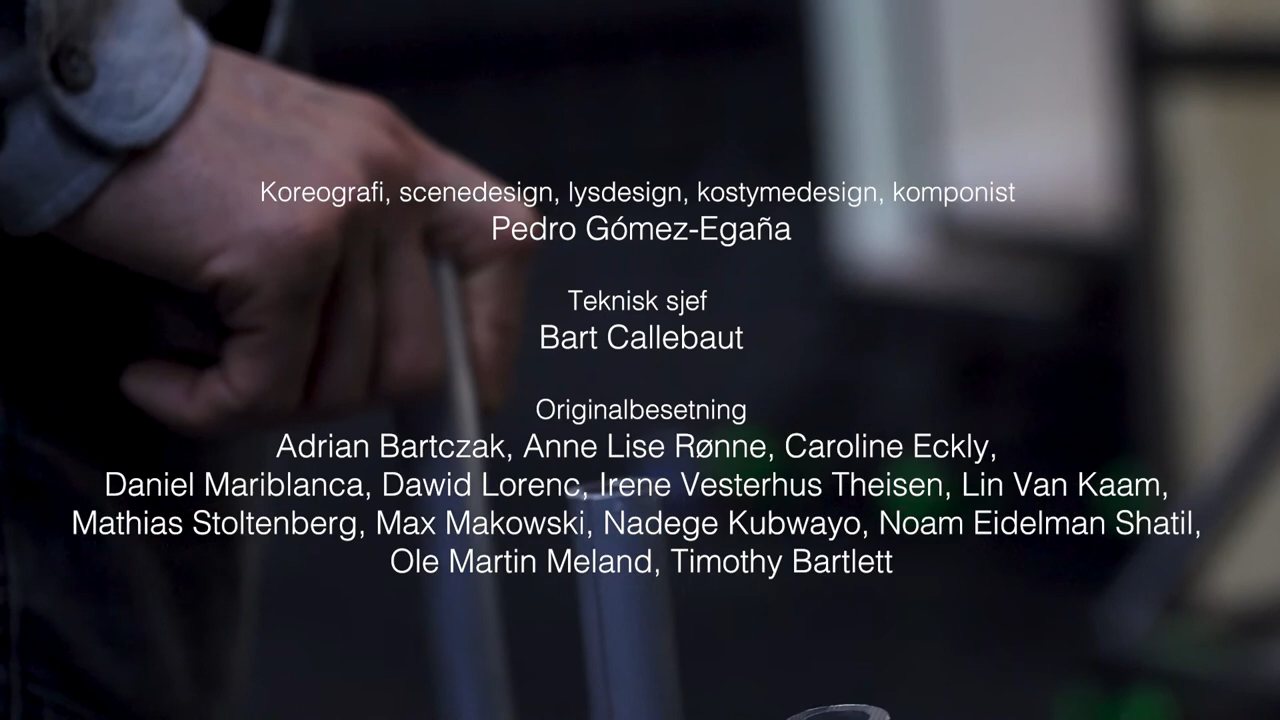 Koreografi, scenedesign, lysdesign, kostymedesign, komponist
Pedro Gómez-Egaña
Teknisk sjef
Bart Callebaut
Originalbesetning
Adrian Bartczak, Anne Lise Rønne, Caroline Eckly,
Daniel Mariblanca, Dawid Lorenc, Irene Vesterhus Theisen, Lin Van Kaam,
Mathias Stoltenberg, Max Makowski, Nadege Kubwayo, Noam Eidelman Shatil,
Ole Martin Meland, Timothy Bartlett